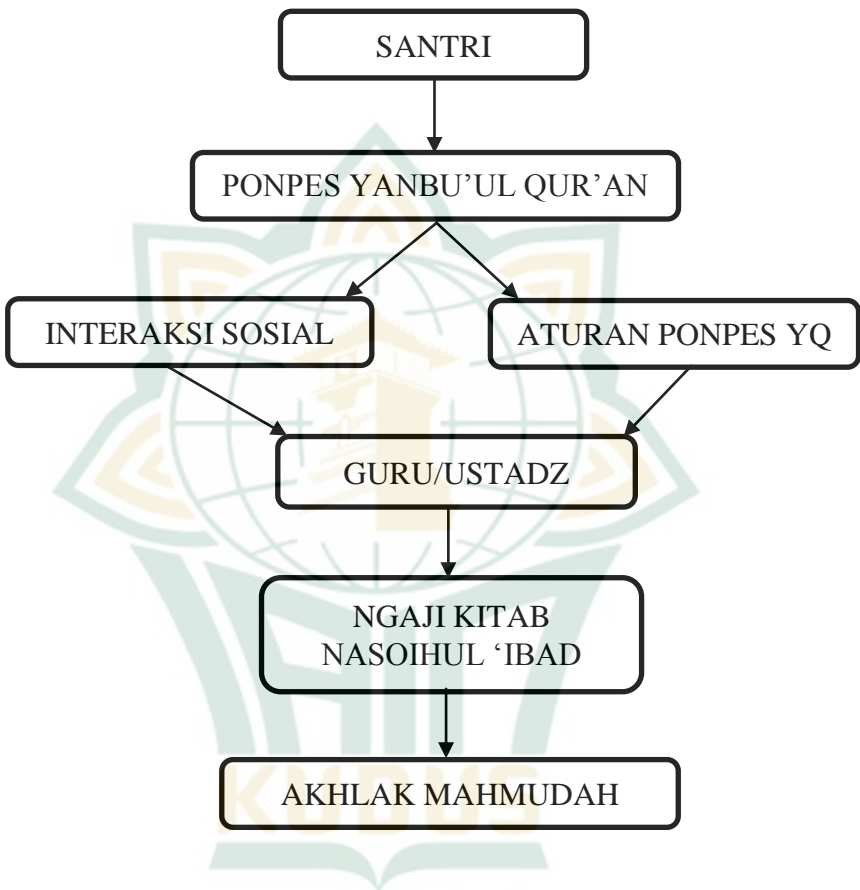 SANTRI
PONPES YANBU’UL QUR’AN
INTERAKSI SOSIAL
ATURAN PONPES YQ
GURU/USTADZ
NGAJI KITAB
NASOIHUL ‘IBAD
AKHLAK MAHMUDAH
KUDUS